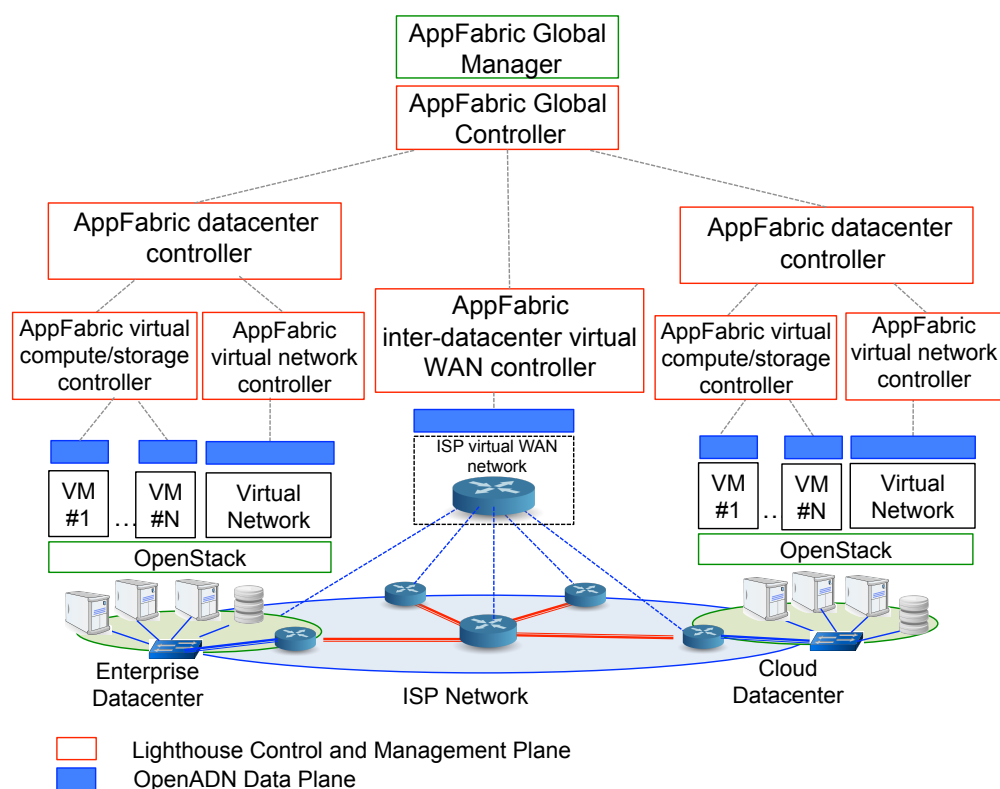 AppFabric Global
Manager
AppFabric Global
Controller
AppFabric datacenter
controller
AppFabric datacenter
controller
AppFabric virtual
compute/storage
controller
AppFabric
virtual network
controller
AppFabric
inter-datacenter virtual
WAN controller
AppFabric virtual
compute/storage
controller
AppFabric
virtual network
controller
ISP virtual WAN
network
VM
#1
...
VM
#N
Virtual
Network
VM
#1
..
VM
#N
Virtual
Network
OpenStack
OpenStack
Enterprise
Datacenter
ISP Network
Cloud
Datacenter
Lighthouse Control and Management Plane
OpenADN Data Plane